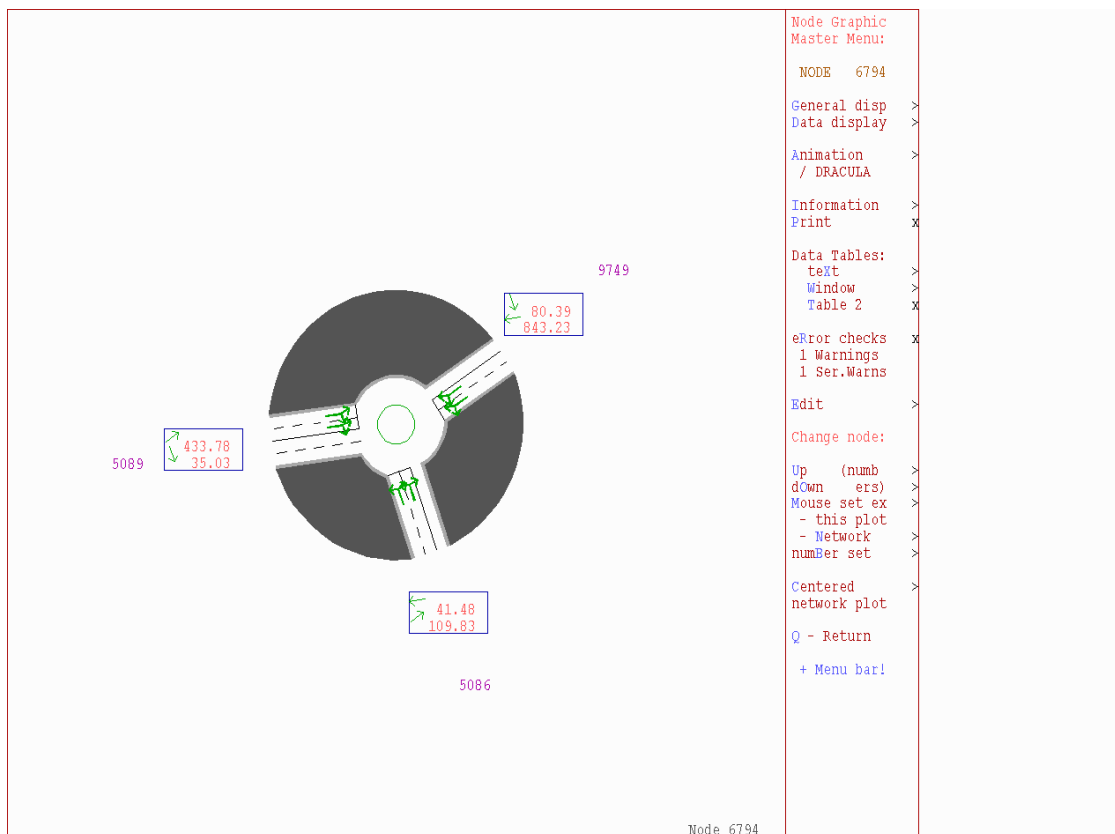 9749
80.39
843.23
433.78
35.03
5089
41.48
109.83
5086
Node 6794
Node Graphic
Master Menu:
NODE 6794
General disp >
Data display >
Animation >
/ DRACULA
Information >
Print x
Data Tables:
teXt >
Window >
Table 2 x
eRror checks x
1 Warnings
1 Ser.Warns
Edit >
Change node:
Up (numb >
dOwn ers) >
Mouse set ex >
- this plot
- Network >
numBer set >
Centered >
network plot
Q - Return
+ Menu bar!